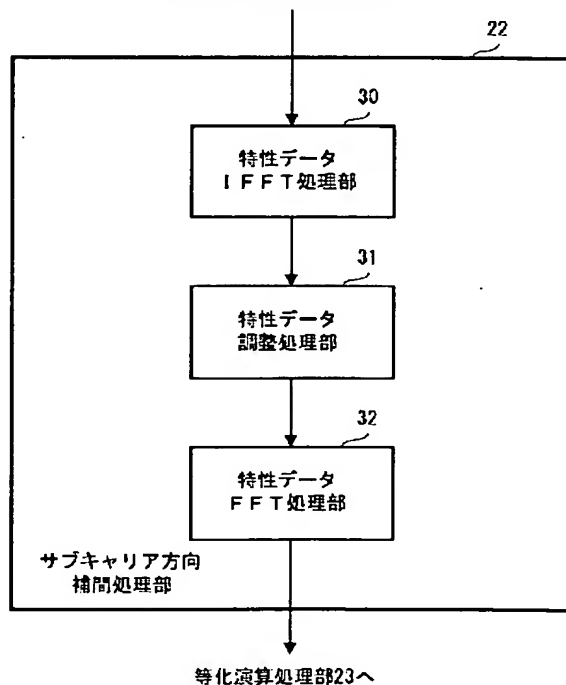 22
30
特性データ
IFFT処理部
31
特性データ
調整処理部
32
特性データ
FFT処理部
サブキャリア方向
補間処理部
等化演算処理部23へ